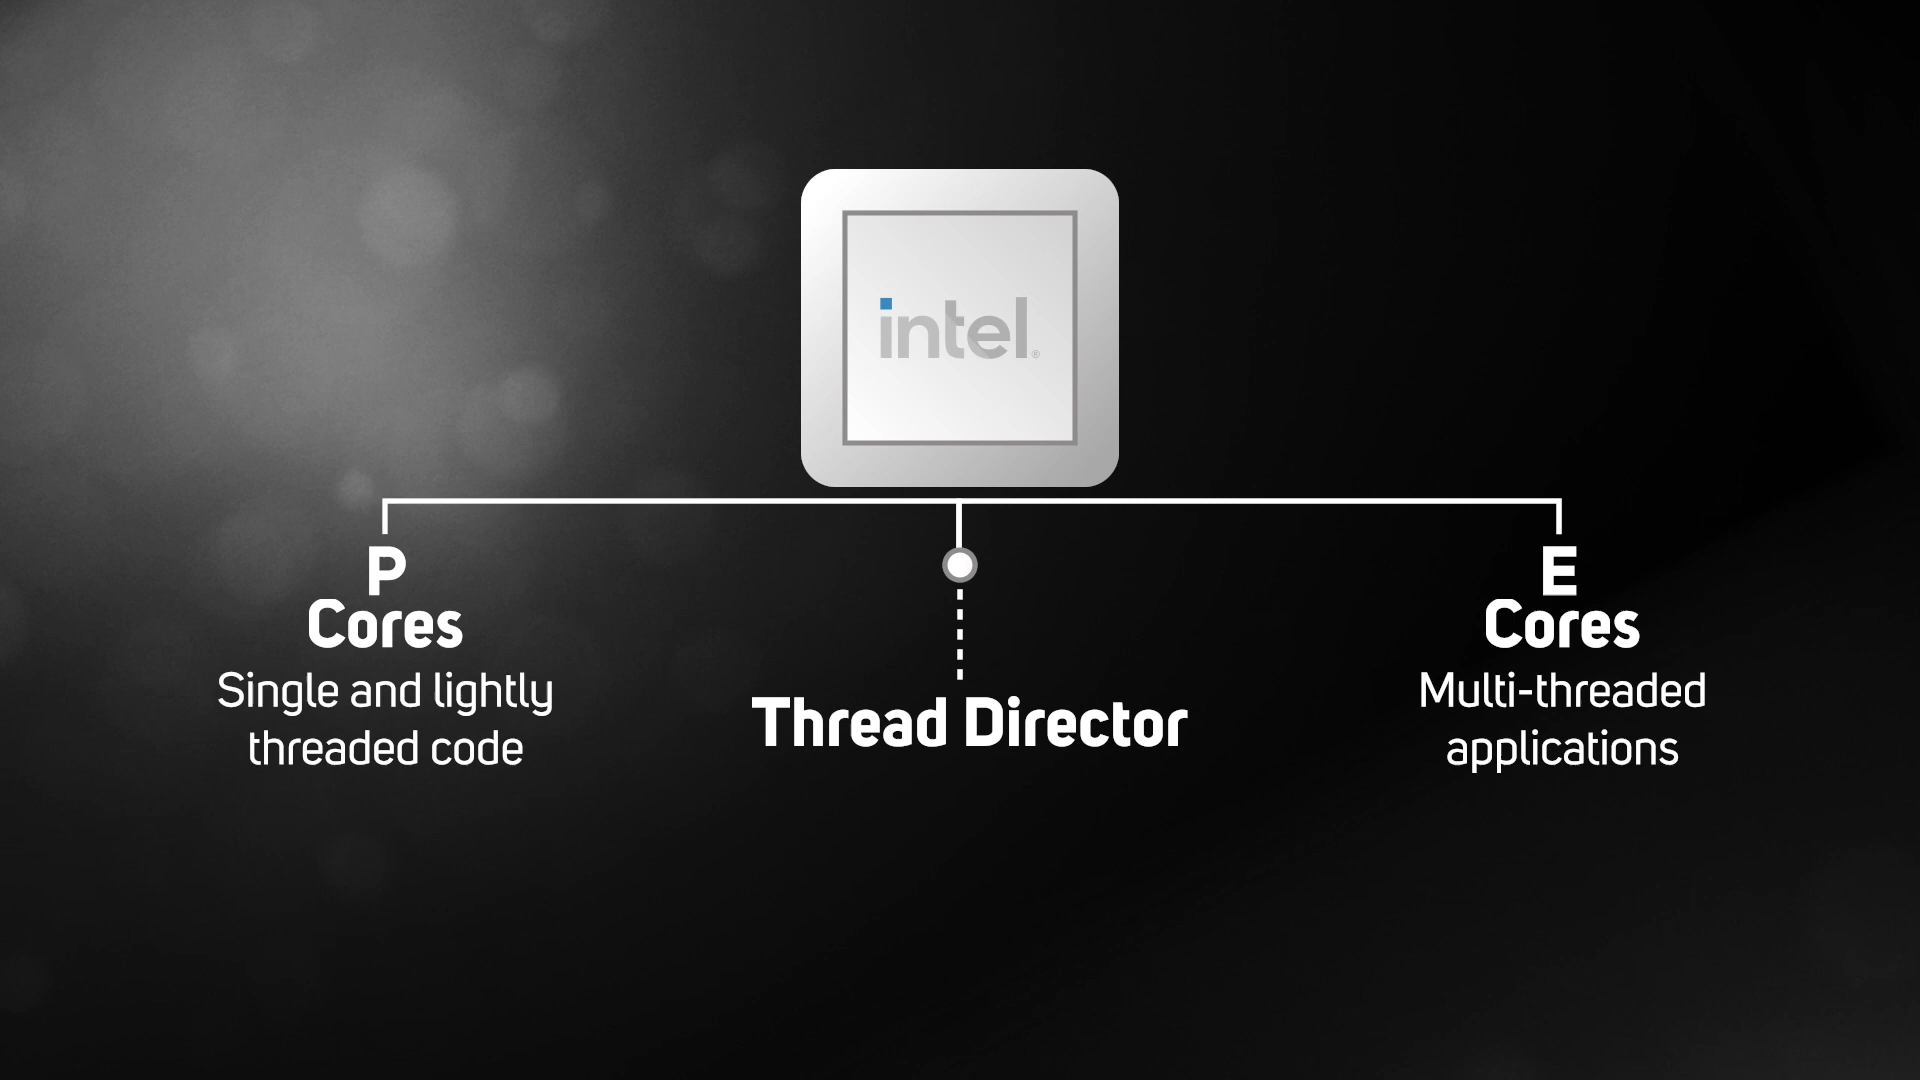 intel®
P
Cores
Single and lightly
threaded code
Thread Director
E
Cores
Multi-threaded
applications